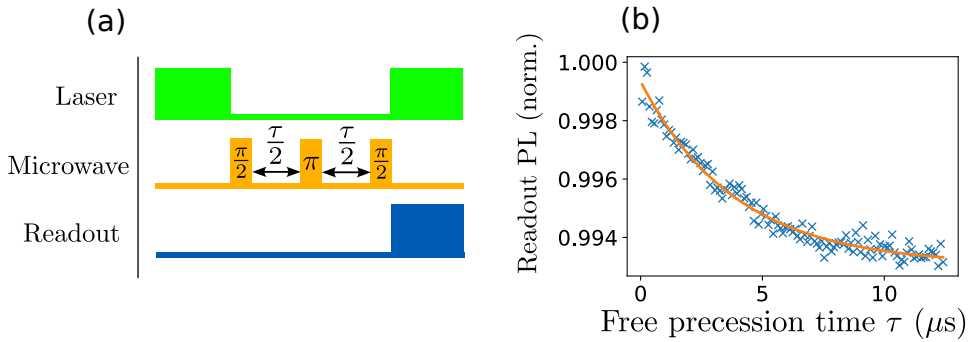 (a)
Laser
Microwave
π/2 τ/2 π τ/2 π/2
Readout
(b)
Readout PL (norm.)
1.000
0.998
0.996
0.994
0 5 10
Free precession time τ (μs)